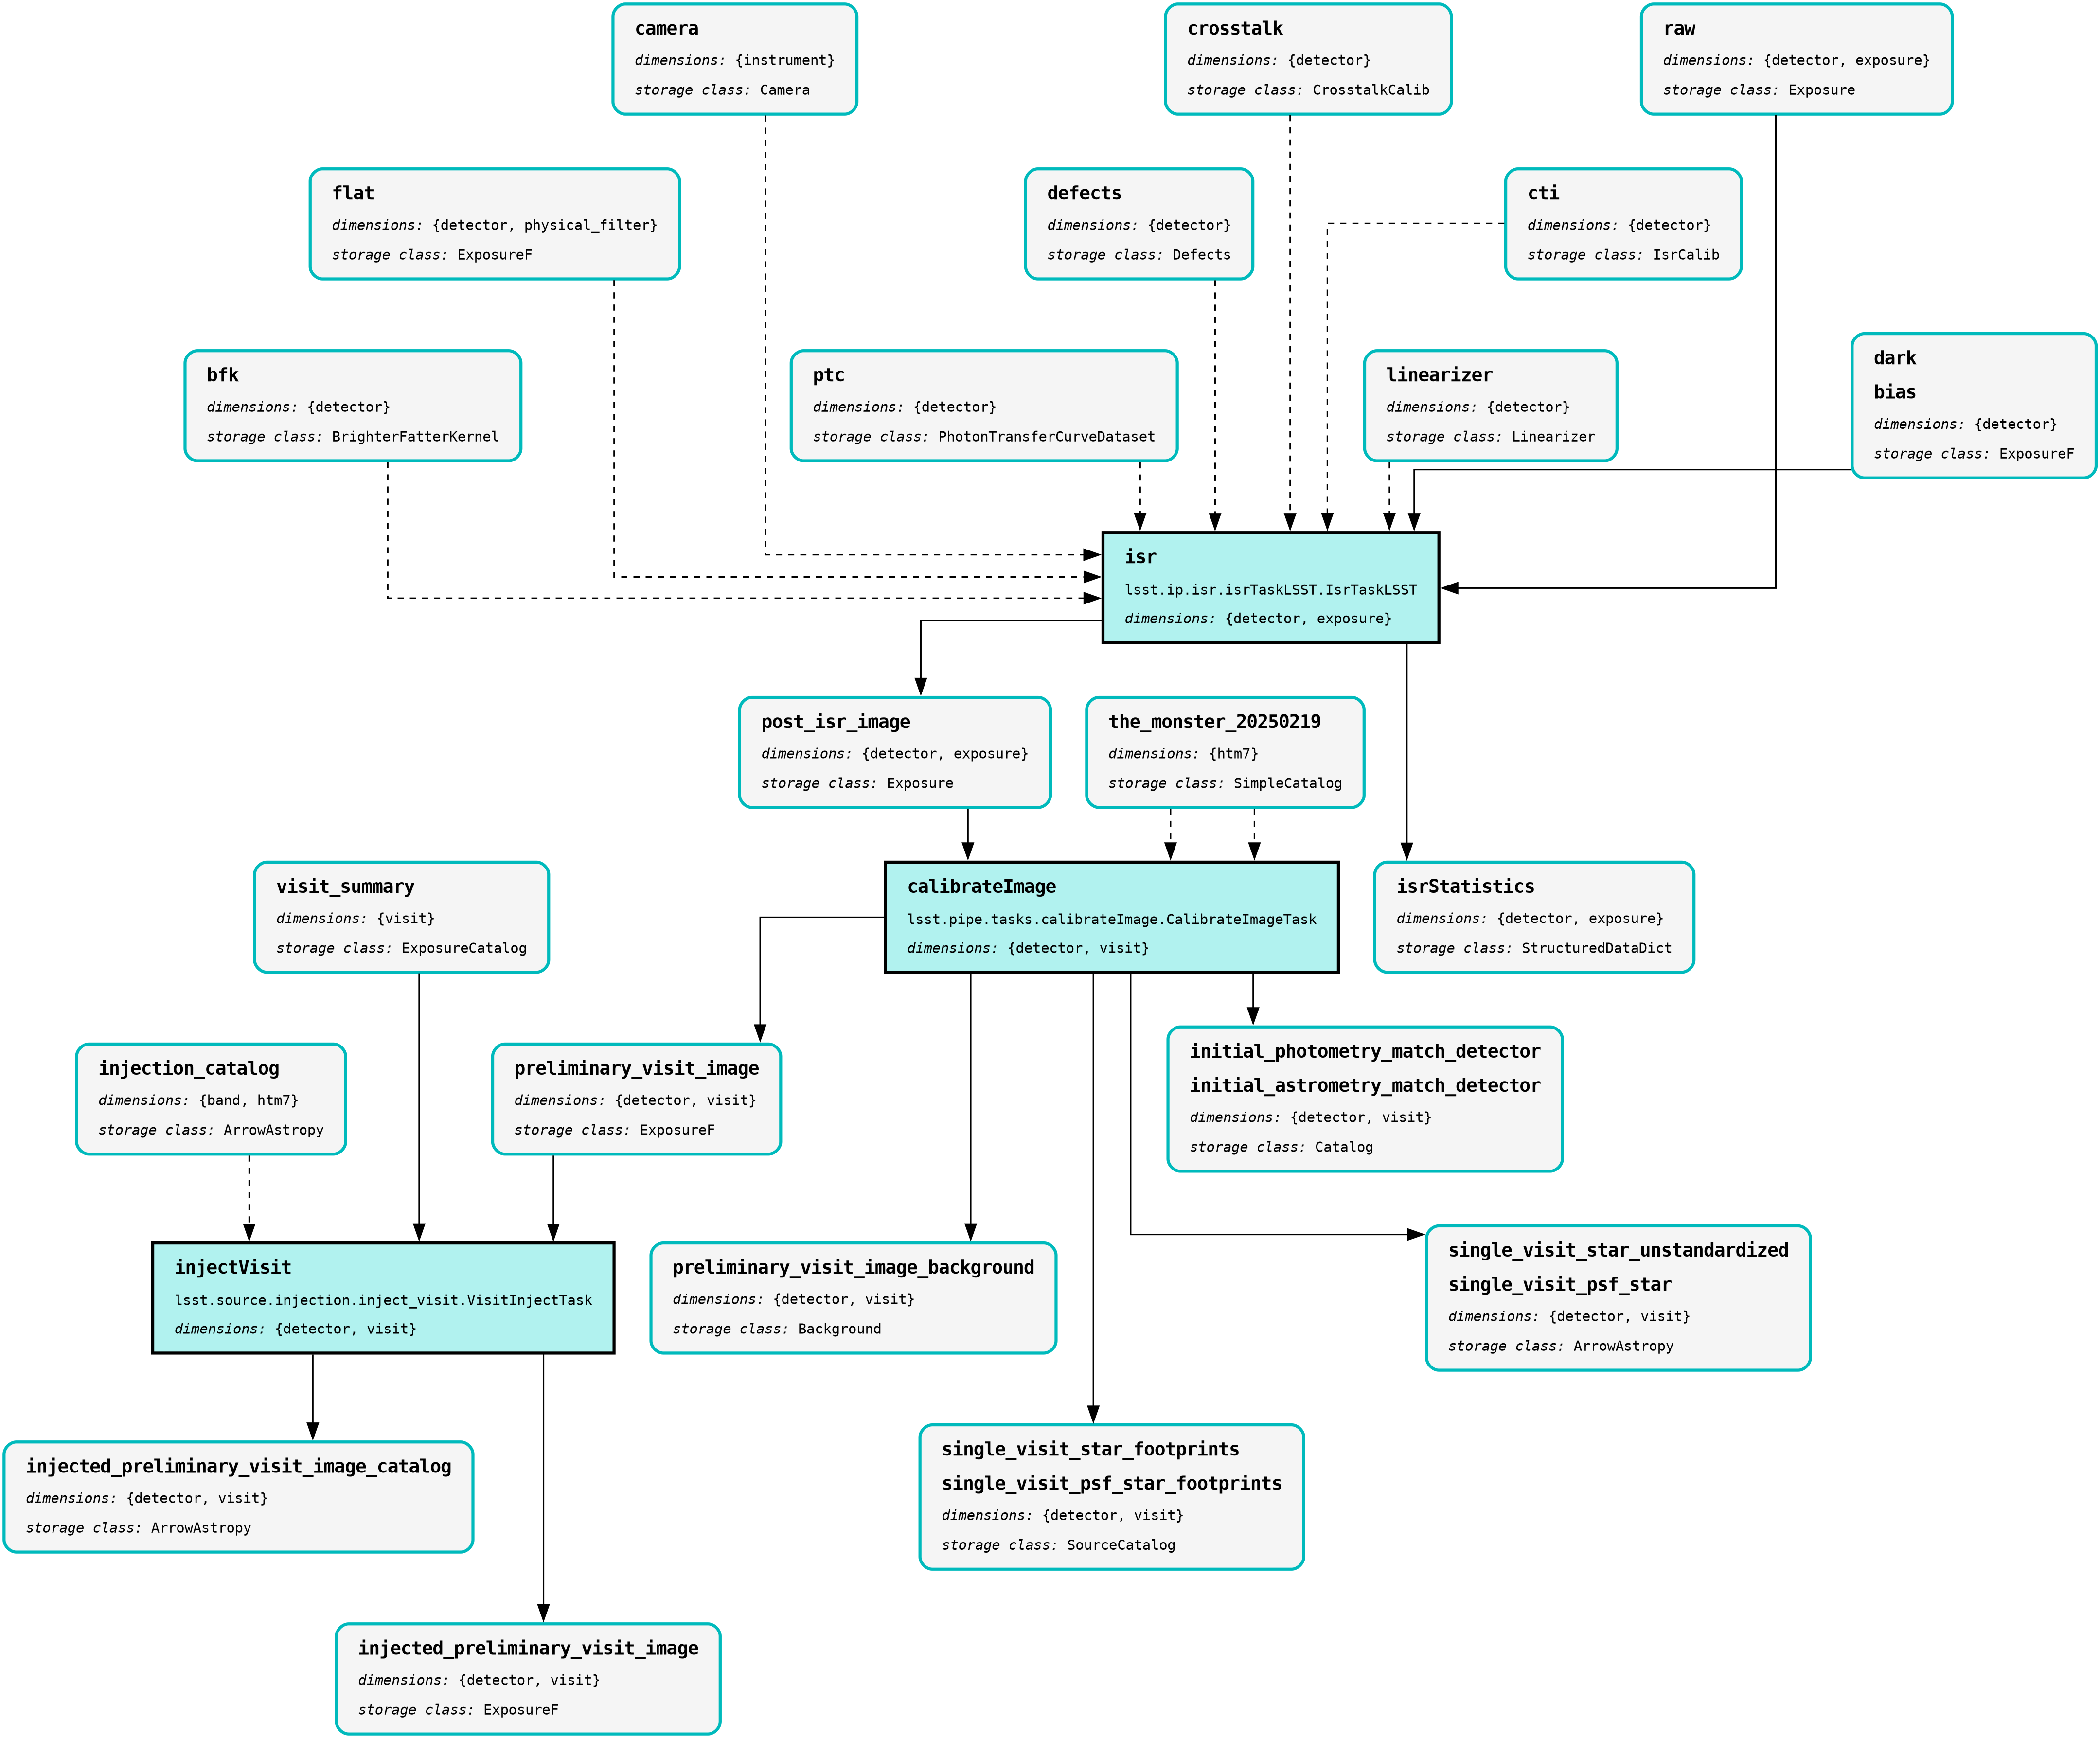 camera
dimensions: {instrument}
storage class: Camera
crosstalk
dimensions: {detector}
storage class: CrosstalkCalib
raw
dimensions: {detector, exposure}
storage class: Exposure
flat
dimensions: {detector, physical_filter}
storage class: ExposureF
defects
dimensions: {detector}
storage class: Defects
cti
dimensions: {detector}
storage class: IsrCalib
bfk
dimensions: {detector}
storage class: BrighterFatterKernel
ptc
dimensions: {detector}
storage class: PhotonTransferCurveDataset
linearizer
dimensions: {detector}
storage class: Linearizer
dark
bias
dimensions: {detector}
storage class: ExposureF
isr
lsst.ip.isr.isrTaskLSST.IsrTaskLSST
dimensions: {detector, exposure}
post_isr_image
dimensions: {detector, exposure}
storage class: Exposure
the_monster_20250219
dimensions: {htm7}
storage class: SimpleCatalog
visit_summary
dimensions: {visit}
storage class: ExposureCatalog
calibrateImage
lsst.pipe.tasks.calibrateImage.CalibrateImageTask
dimensions: {detector, visit}
isrStatistics
dimensions: {detector, exposure}
storage class: StructuredDataDict
injection_catalog
dimensions: {band, htm7}
storage class: ArrowAstropy
preliminary_visit_image
dimensions: {detector, visit}
storage class: ExposureF
initial_photometry_match_detector
initial_astrometry_match_detector
dimensions: {detector, visit}
storage class: Catalog
injectVisit
lsst.source.injection.inject_visit.VisitInjectTask
dimensions: {detector, visit}
preliminary_visit_image_background
dimensions: {detector, visit}
storage class: Background
single_visit_star_unstandardized
single_visit_psf_star
dimensions: {detector, visit}
storage class: ArrowAstropy
injected_preliminary_visit_image_catalog
dimensions: {detector, visit}
storage class: ArrowAstropy
single_visit_star_footprints
single_visit_psf_star_footprints
dimensions: {detector, visit}
storage class: SourceCatalog
injected_preliminary_visit_image
dimensions: {detector, visit}
storage class: ExposureF